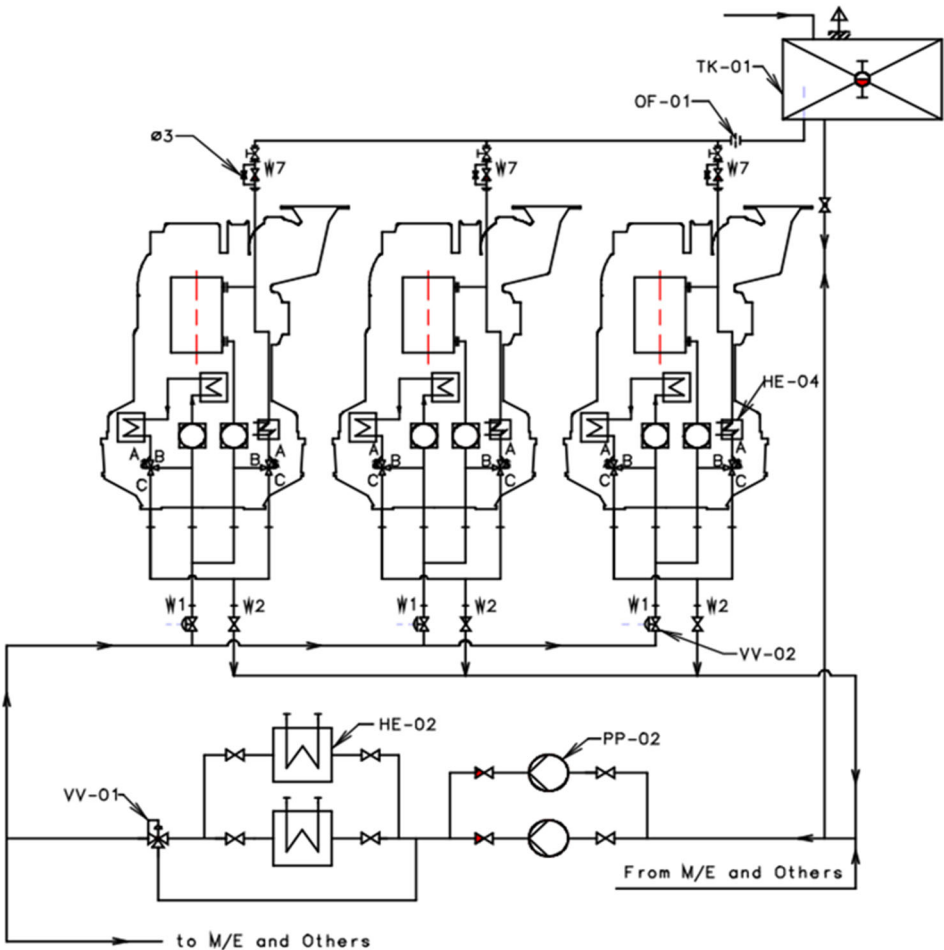 TK-01
OF-01
ø3
W7
W7
W7
HE-04
A
B
C
A
B
C
A
B
C
A
B
C
A
B
C
A
B
C
W1
W2
W1
W2
W1
W2
VV-02
HE-02
PP-02
VV-01
From M/E and Others
to M/E and Others